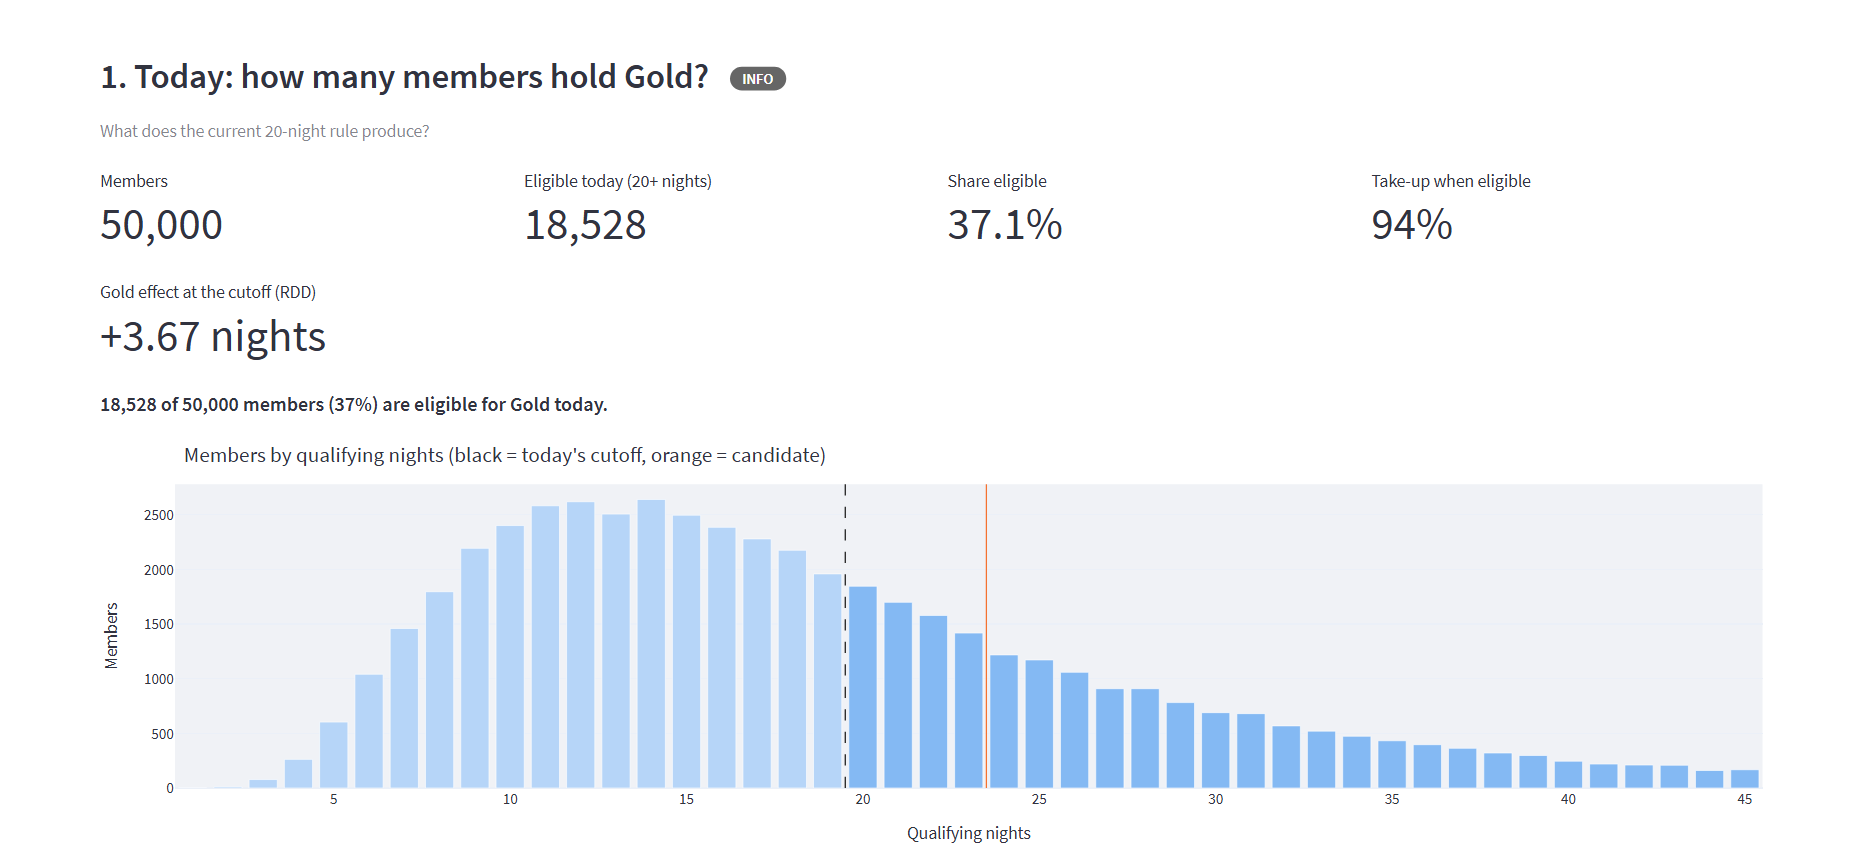 1. Today: how many members hold Gold? INFO
What does the current 20-night rule produce?
Members
50,000
Eligible today (20+ nights)
18,528
Share eligible
37.1%
Take-up when eligible
94%
Gold effect at the cutoff (RDD)
+3.67 nights
18,528 of 50,000 members (37%) are eligible for Gold today.
Members by qualifying nights (black = today's cutoff, orange = candidate)
Members
2500
2000
1500
1000
500
0
5 10 15 20 25 30 35 40 45
Qualifying nights